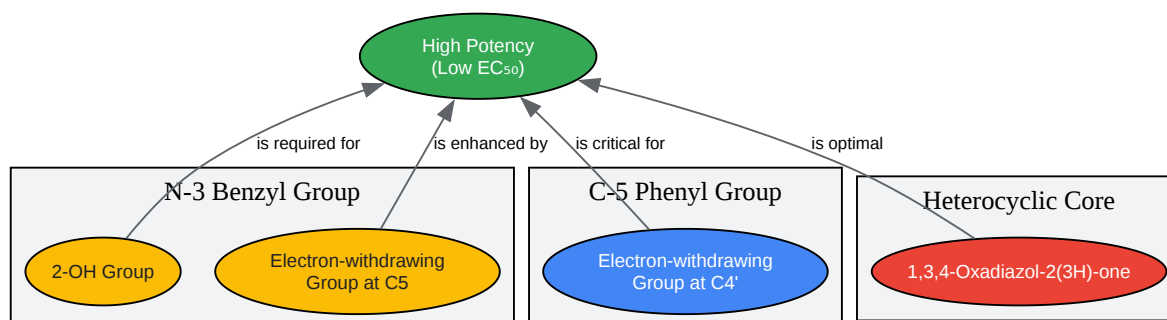 High Potency
(Low EC₅₀)
is required for
is enhanced by
is critical for
is optimal
N-3 Benzyl Group
C-5 Phenyl Group
Heterocyclic Core
2-OH Group
Electron-withdrawing
Group at C5
Electron-withdrawing
Group at C4'
1,3,4-Oxadiazol-2(3H)-one